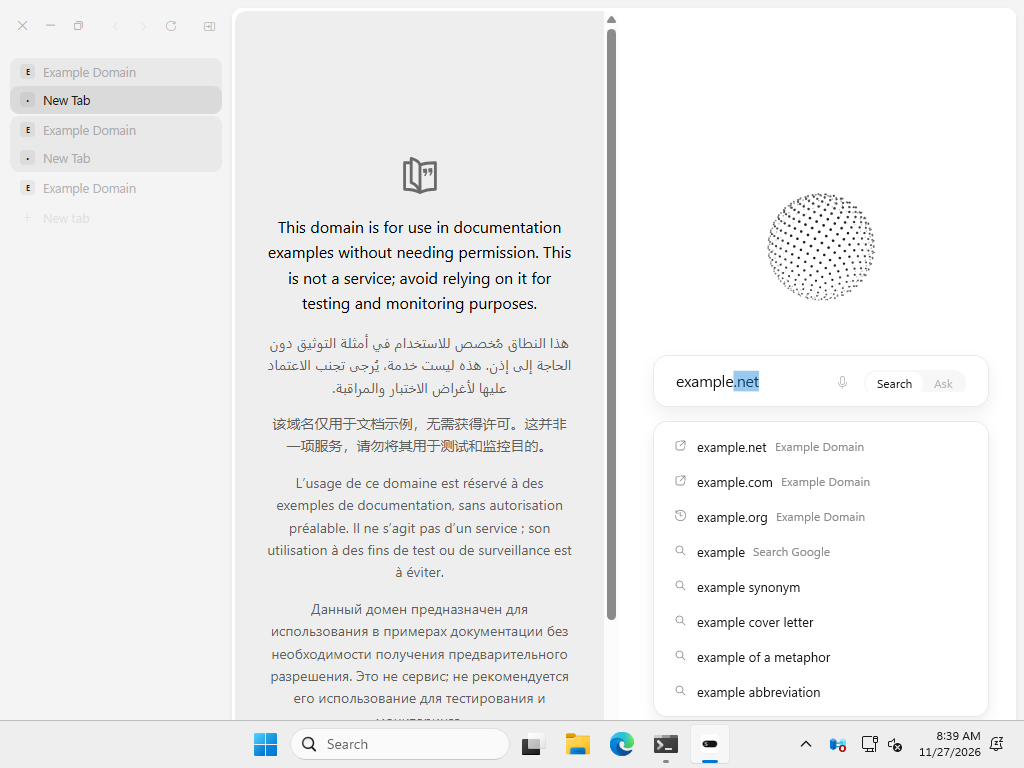 E Example Domain
New Tab
E Example Domain
New Tab
E Example Domain
+ New tab
This domain is for use in documentation
examples without needing permission. This
is not a service; avoid relying on it for
testing and monitoring purposes.
هذا النطاق مُخصص للاستخدام في أمثلة التوثيق دون
الحاجة إلى إذن. هذه ليست خدمة، يُرجى تجنب الاعتماد
عليها لأغراض الاختبار والمراقبة.
该域名仅用于文档示例，无需获得许可。这并非
一项服务，请勿将其用于测试和监控目的。
L’usage de ce domaine est réservé à des
exemples de documentation, sans autorisation
préalable. Il ne s’agit pas d’un service ; son
utilisation à des fins de test ou de surveillance est
à éviter.
Данный домен предназначен для
использования в примерах документации без
необходимости получения предварительного
разрешения. Это не сервис; не рекомендуется
его использование для тестирования и
example.net
Search Ask
example.net Example Domain
example.com Example Domain
example.org Example Domain
example Search Google
example synonym
example cover letter
example of a metaphor
example abbreviation
Search
8:39 AM
11/27/2026